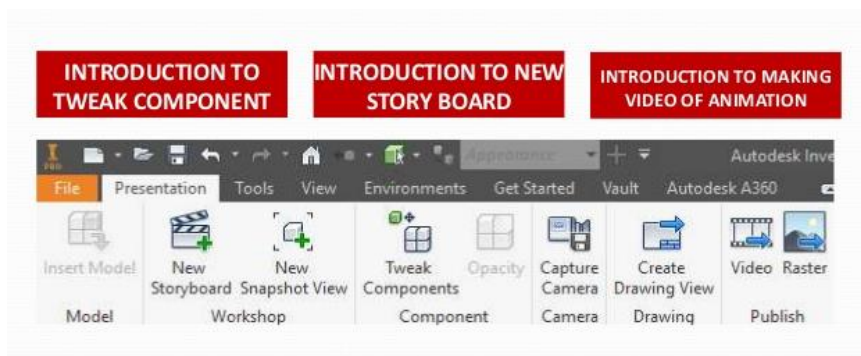 INTRODUCTION TO
TWEAK COMPONENT
INTRODUCTION TO NEW
STORY BOARD
INTRODUCTION TO MAKING
VIDEO OF ANIMATION
PRO
Appearance
Autodesk Inve
File Presentation Tools View Environments Get Started Vault Autodesk A360
Insert Model New Storyboard New Snapshot View Tweak Components Opacity Capture Camera Create Drawing View Video Raster
Model Workshop Component Camera Drawing Publish